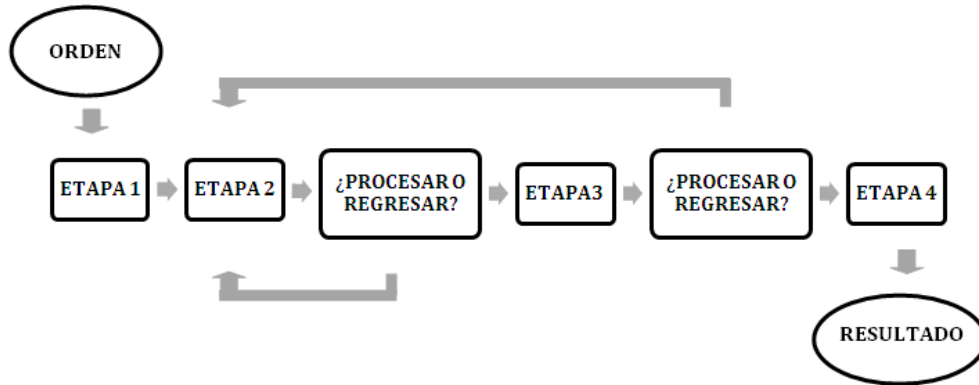 ORDEN
ETAPA 1
ETAPA 2
¿PROCESAR O
REGRESAR?
ETAPA3
¿PROCESAR O
REGRESAR?
ETAPA 4
RESULTADO